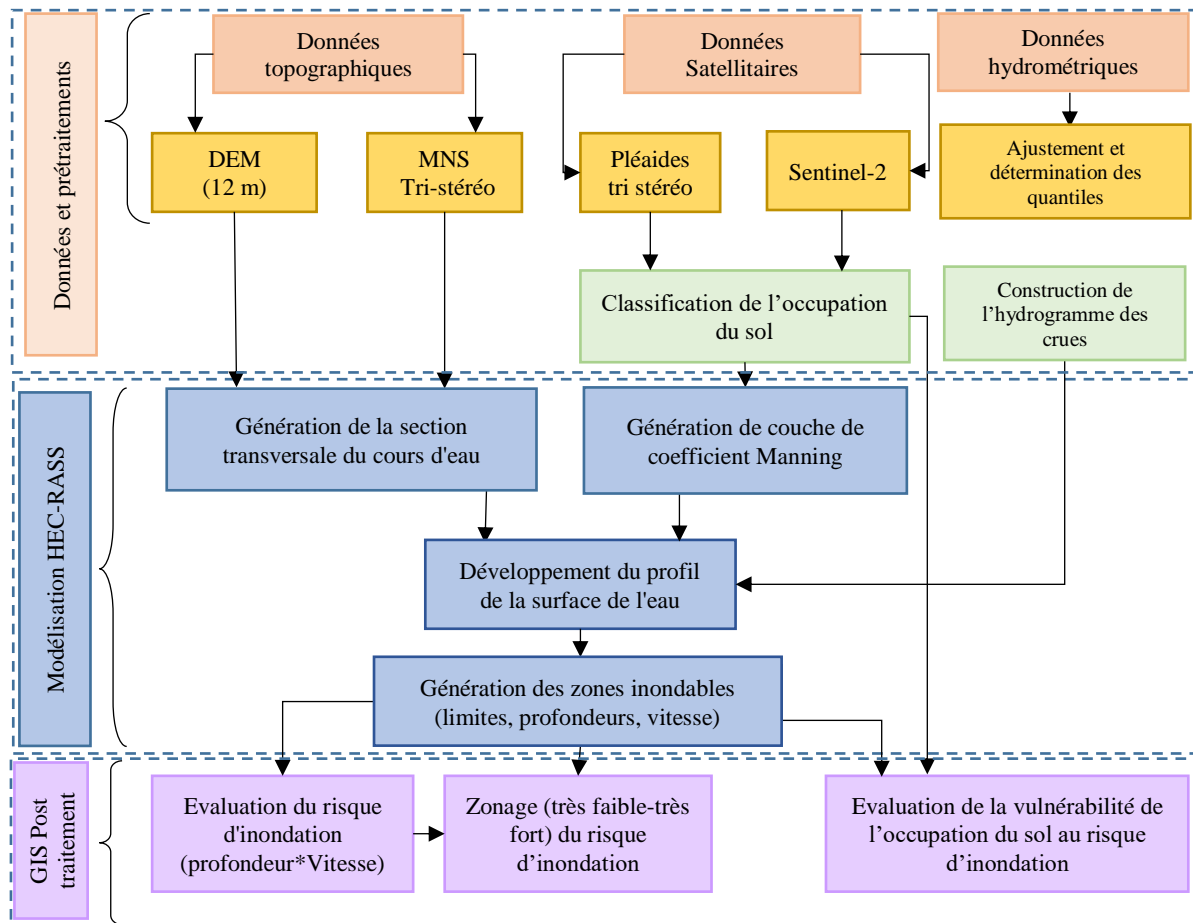 Données et prétraitements
Données
topographiques
Données
Satellitaires
Données
hydrométriques
DEM
(12 m)
MNS
Tri-stéréo
Pléaides
tri stéréo
Sentinel-2
Ajustement et
détermination des
quantiles
Classification de l’occupation
du sol
Construction de
l’hydrogramme des
crues
Modélisation HEC-RASS
Génération de la section
transversale du cours d'eau
Génération de couche de
coefficient Manning
Développement du profil
de la surface de l'eau
Génération des zones inondables
(limites, profondeurs, vitesse)
GIS Post
traitement
Evaluation du risque
d'inondation
(profondeur*Vitesse)
Zonage (très faible-très
fort) du risque
d’inondation
Evaluation de la vulnérabilité de
l’occupation du sol au risque
d’inondation